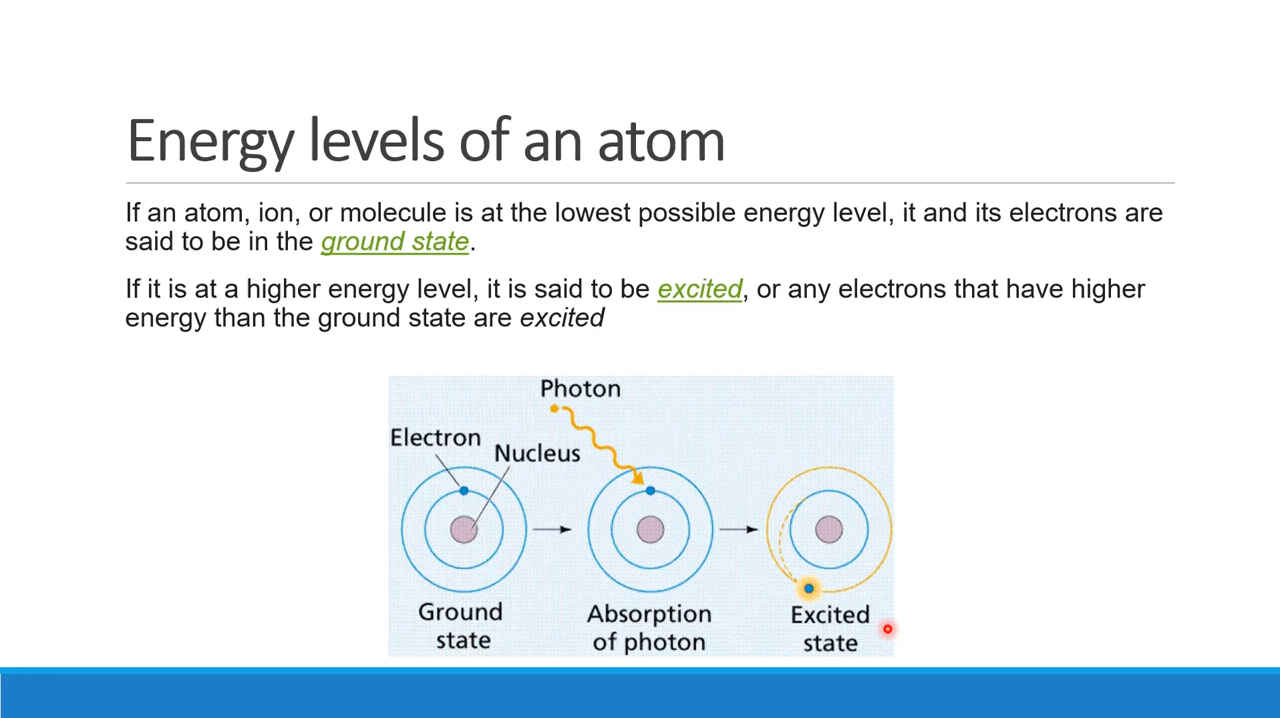 Energy levels of an atom
If an atom, ion, or molecule is at the lowest possible energy level, it and its electrons are
said to be in the ground state.
If it is at a higher energy level, it is said to be excited, or any electrons that have higher
energy than the ground state are excited
Photon
Electron
Nucleus
Ground
state
Absorption
of photon
Excited
state